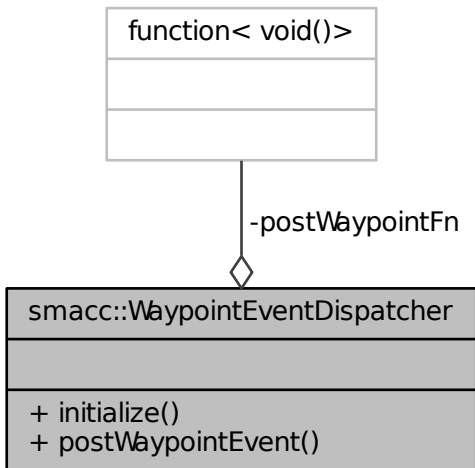 function< void()>
-postWaypointFn
smacc::WaypointEventDispatcher
+ initialize()
+ postWaypointEvent()